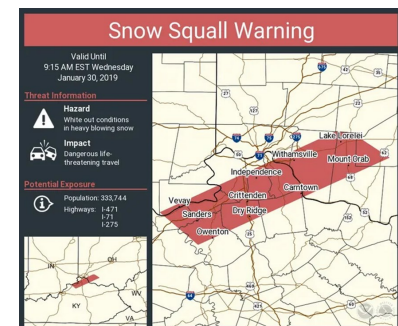 Snow Squall Warning
Valid Until
9:15 AM EST Wednesday
January 30, 2019
Threat Information
Hazard
White out conditions
in heavy blowing snow
Impact
Dangerous life-
threatening travel
Potential Exposure
Population: 333,744
Highways: I-471
I-71
I-275
Lake Lorelei
Withamsville
Mount Orab
Independence
Carntown
Vevay
Crittenden
Sanders
Dry Ridge
Owenton
IN
OH
WV
KY
VA